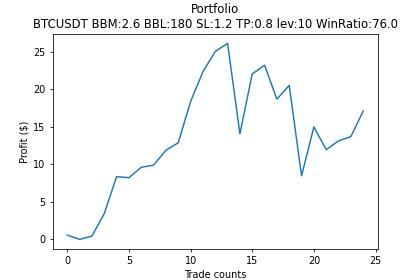 Portfolio
BTCUSDT BBM:2.6 BBL:180 SL:1.2 TP:0.8 lev:10 WinRatio:76.0
25
20
15
10
5
0
Profit ($)
0 5 10 15 20 25
Trade counts